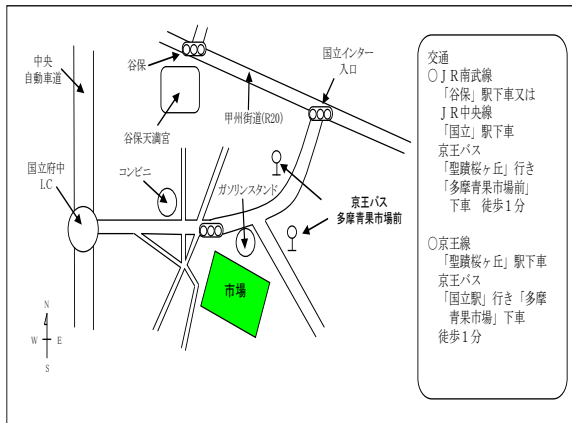 中央
自動車道
谷保
国立インター
入口
甲州街道(R20)
谷保天満宮
国立府中
I.C
コンビニ
ガソリンスタンド
京王バス
多摩青果市場前
市場
N
W E
S
交通
○ＪＲ南武線
「谷保」駅下車又は
ＪＲ中央線
「国立」駅下車
京王バス
「聖蹟桜ヶ丘」行き
「多摩青果市場前」
下車 徒歩１分
○京王線
「聖蹟桜ヶ丘」駅下車
京王バス
「国立駅」行き「多摩
青果市場」下車
徒歩１分